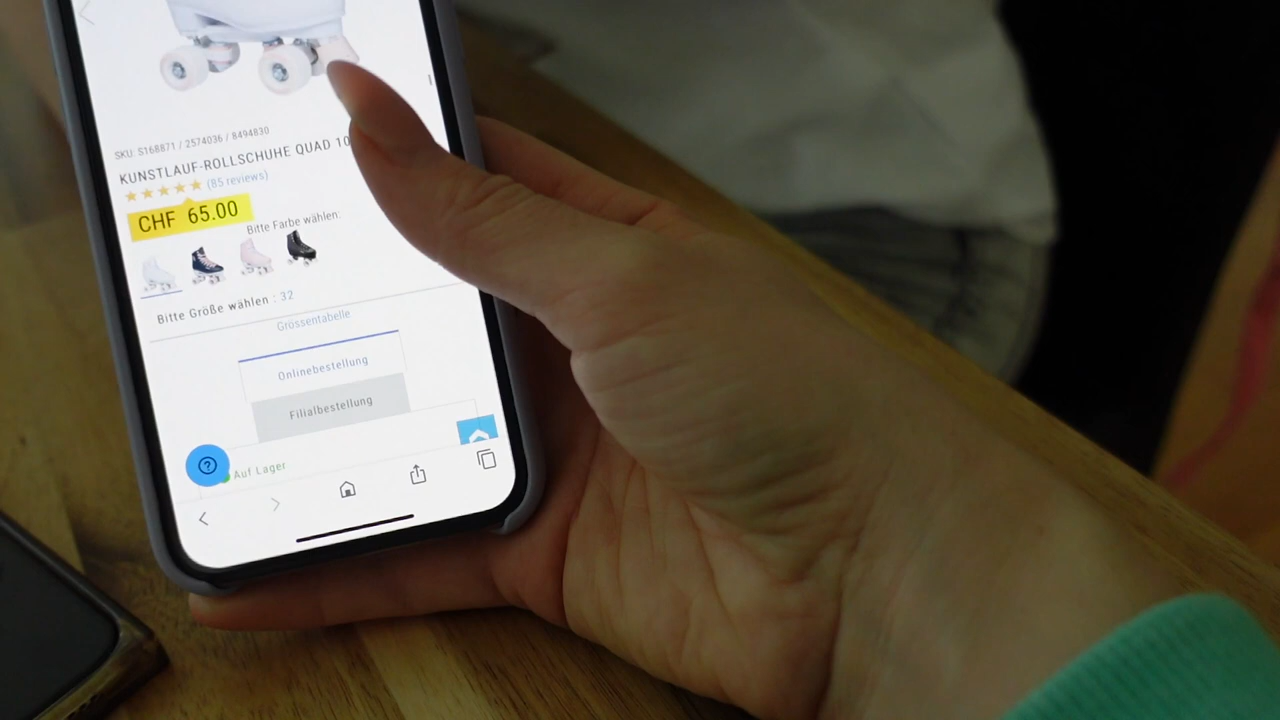 SKU: S168871 / 2574036 / 8494830
KUNSTLAUF-ROLLSCHUHE QUAD 10
(85 reviews)
CHF 65.00
Bitte Farbe wählen:
Bitte Größe wählen : 32
Grössentabelle
Onlinebestellung
Filialbestellung
Auf Lager